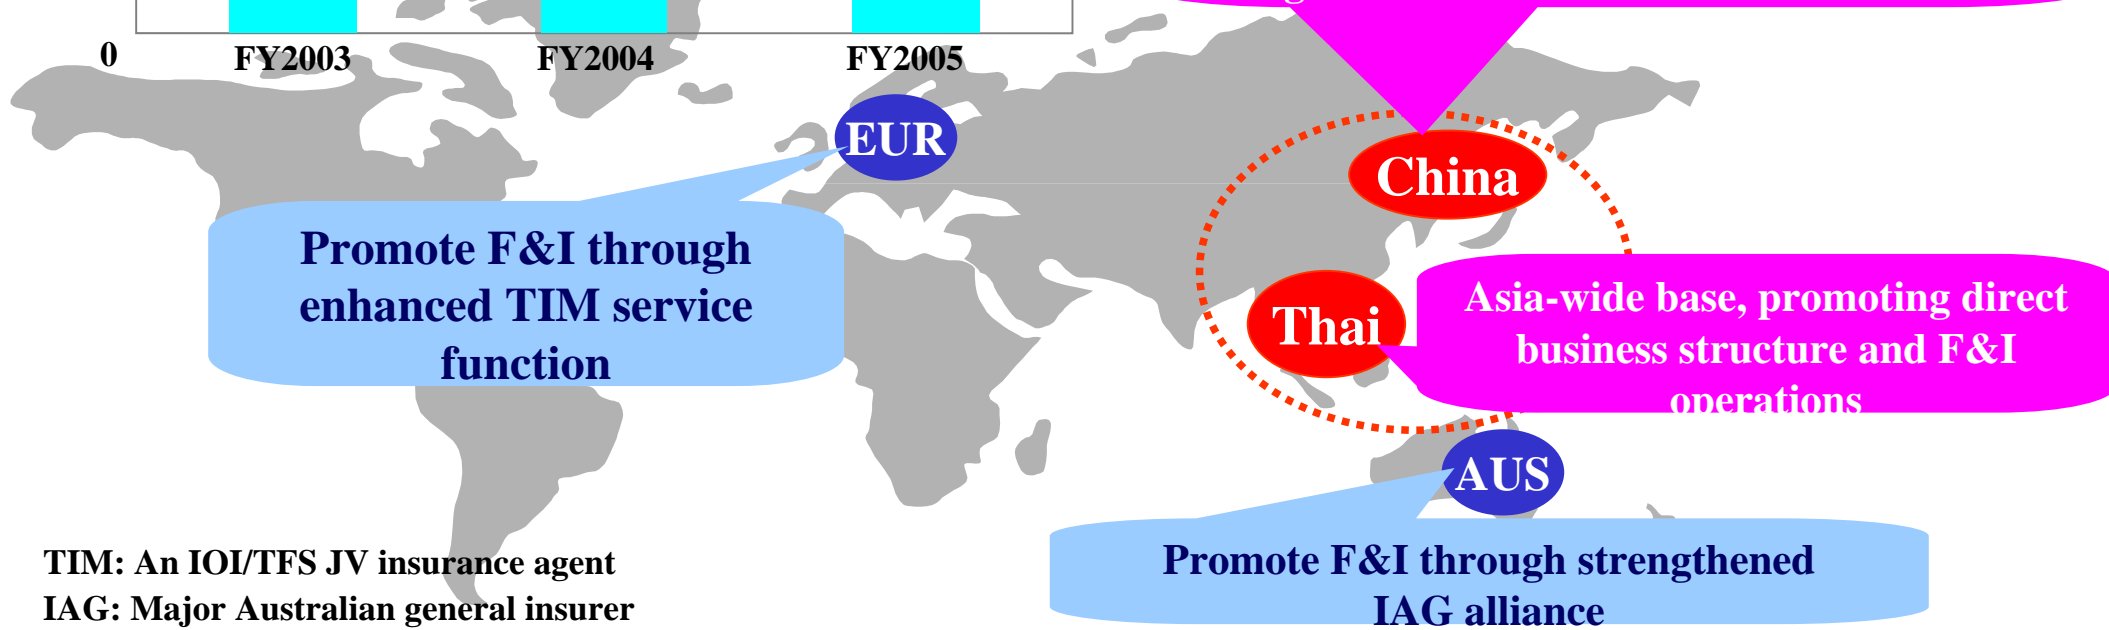 0
FY2003 FY2004 FY2005
EUR
China
Promote F&I through
enhanced TIM service
function
Thai
Asia-wide base, promoting direct
business structure and F&I
operations
AUS
Promote F&I through strengthened
IAG alliance
TIM: An IOI/TFS JV insurance agent
IAG: Major Australian general insurer